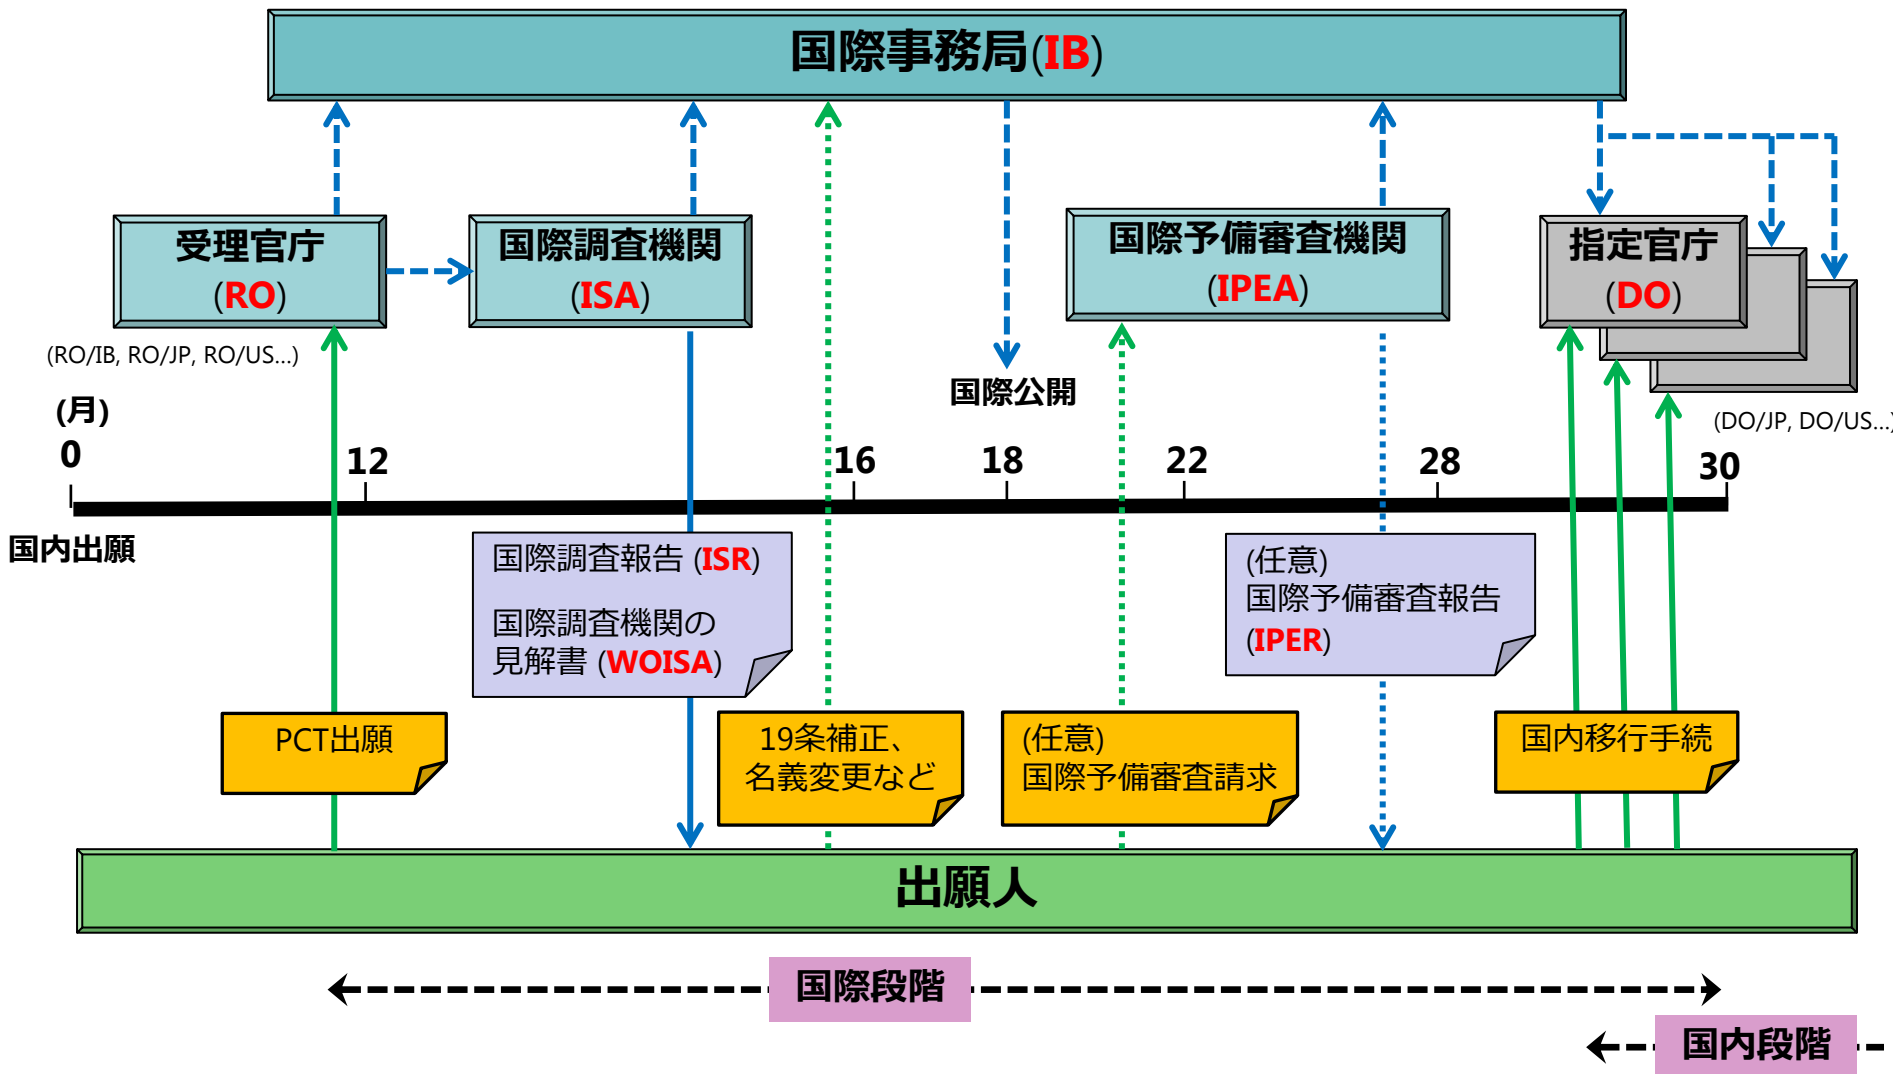 国際事務局(IB)
受理官庁
(RO)
国際調査機関
(ISA)
国際予備審査機関
(IPEA)
指定官庁
(DO)
(RO/IB, RO/JP, RO/US...)
国際公開
(DO/JP, DO/US...)
(月)
0
12
16
18
22
28
30
国内出願
国際調査報告 (ISR)
国際調査機関の
見解書 (WOISA)
(任意)
国際予備審査報告
(IPER)
PCT出願
19条補正、
名義変更など
(任意)
国際予備審査請求
国内移行手続
出願人
国際段階
国内段階